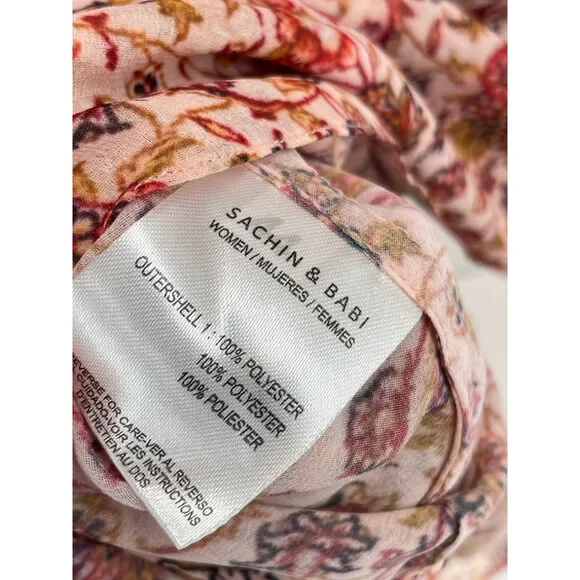 SACHIN & BABI
WOMEN / MUJERES / FEMMES
OUTERSHELL 1 : 100% POLYESTER
100% POLYESTER
100% POLIESTER
REVERSE FOR CARE-VER AL REVERSO
CUIDADO-VOIR LES INSTRUCTIONS
D'ENTRETIEN AU DOS